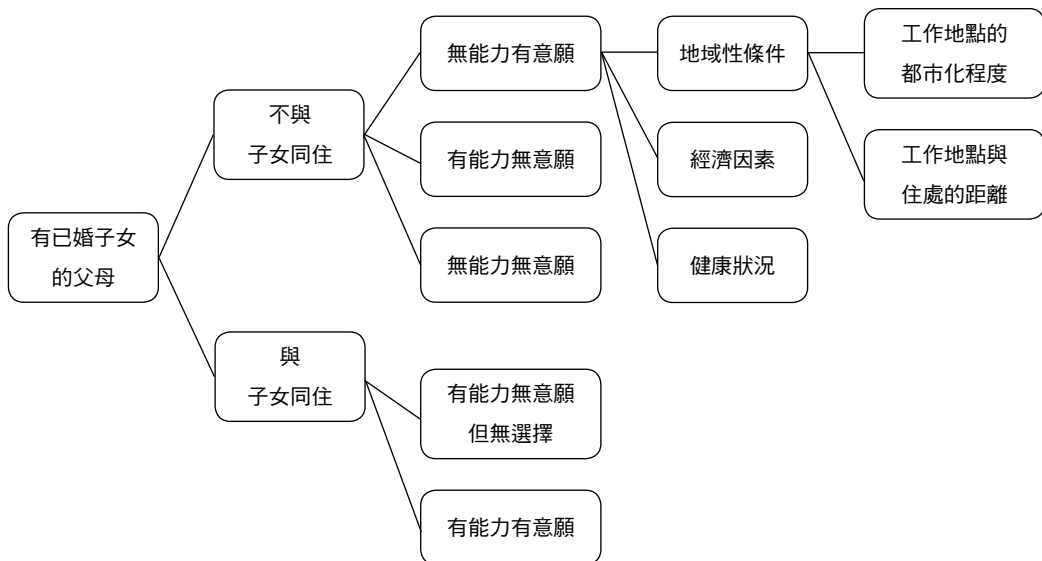 有已婚子女
的父母
不與
子女同住
與
子女同住
無能力有意願
有能力無意願
無能力無意願
有能力無意願
但無選擇
有能力有意願
地域性條件
經濟因素
健康狀況
工作地點的
都市化程度
工作地點與
住處的距離